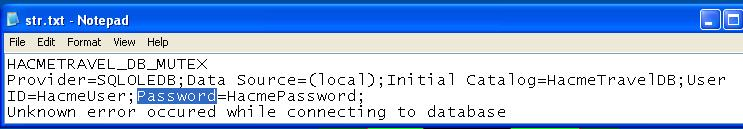 str.txt - Notepad
File Edit Format View Help
HACMETRAVEL_DB_MUTEX
Provider=SQLOLEDB;Data Source=(local);Initial Catalog=HacmeTravelDB;User
ID=HacmeUser;Password=HacmePassword;
Unknown error occured while connecting to database